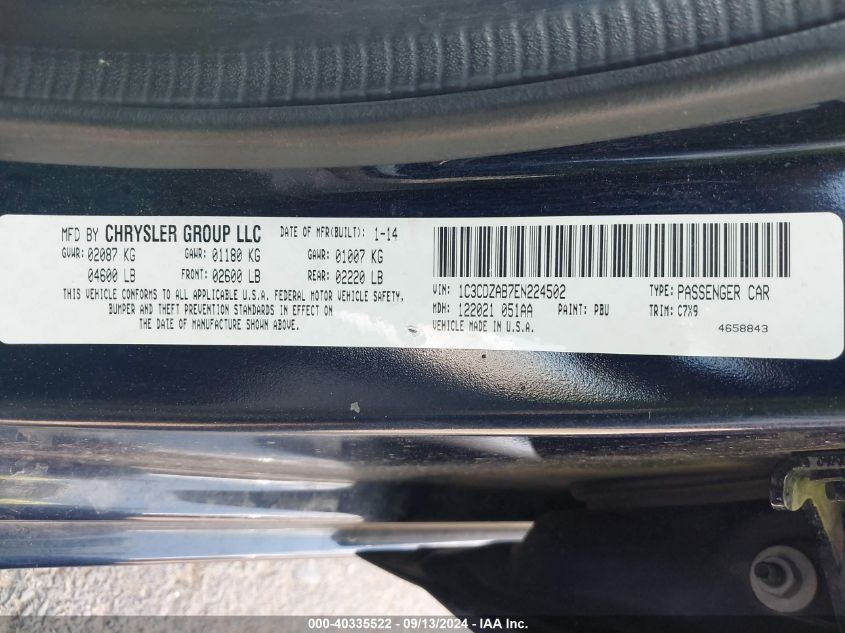 MFD BY CHRYSLER GROUP LLC DATE OF MFR(BUILT): 1-14
GVWR: 02087 KG GAWR: 01180 KG GAWR: 01007 KG
04600 LB FRONT: 02600 LB REAR: 02220 LB
THIS VEHICLE CONFORMS TO ALL APPLICABLE U.S.A. FEDERAL MOTOR VEHICLE SAFETY,
BUMPER AND THEFT PREVENTION STANDARDS IN EFFECT ON
THE DATE OF MANUFACTURE SHOWN ABOVE.
VIN: 1C3CDZAB7EN224502 TYPE: PASSENGER CAR
MDH: 122021 051AA PAINT: PBU TRIM: C7X9
VEHICLE MADE IN U.S.A. 4658843
000-40335522 - 09/13/2024 - IAA Inc.